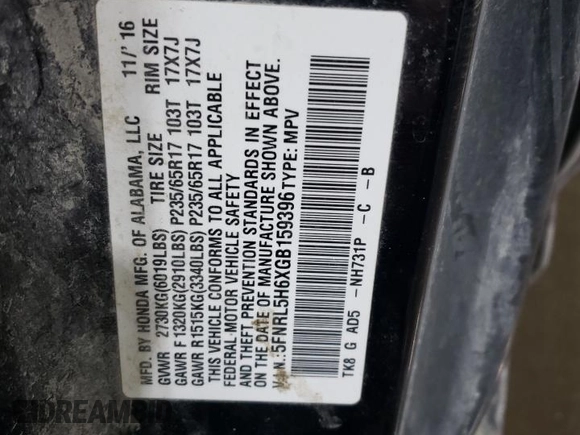 MFD. BY HONDA MFG. OF ALABAMA, LLC 11/' 16
GVWR 2730KG(6019LBS) TIRE SIZE RIM SIZE
GAWR F 1320KG(2910LBS) P235/65R17 103T 17X7J
GAWR R1515KG(3340LBS) P235/65R17 103T 17X7J
THIS VEHICLE CONFORMS TO ALL APPLICABLE
FEDERAL MOTOR VEHICLE SAFETY
AND THEFT PREVENTION STANDARDS IN EFFECT
ON THE DATE OF MANUFACTURE SHOWN ABOVE.
V.I.N.:5FNRL5H6XGB159396 TYPE: MPV
TK8 G AD5 -NH731P -C -B
SIDREAMBID